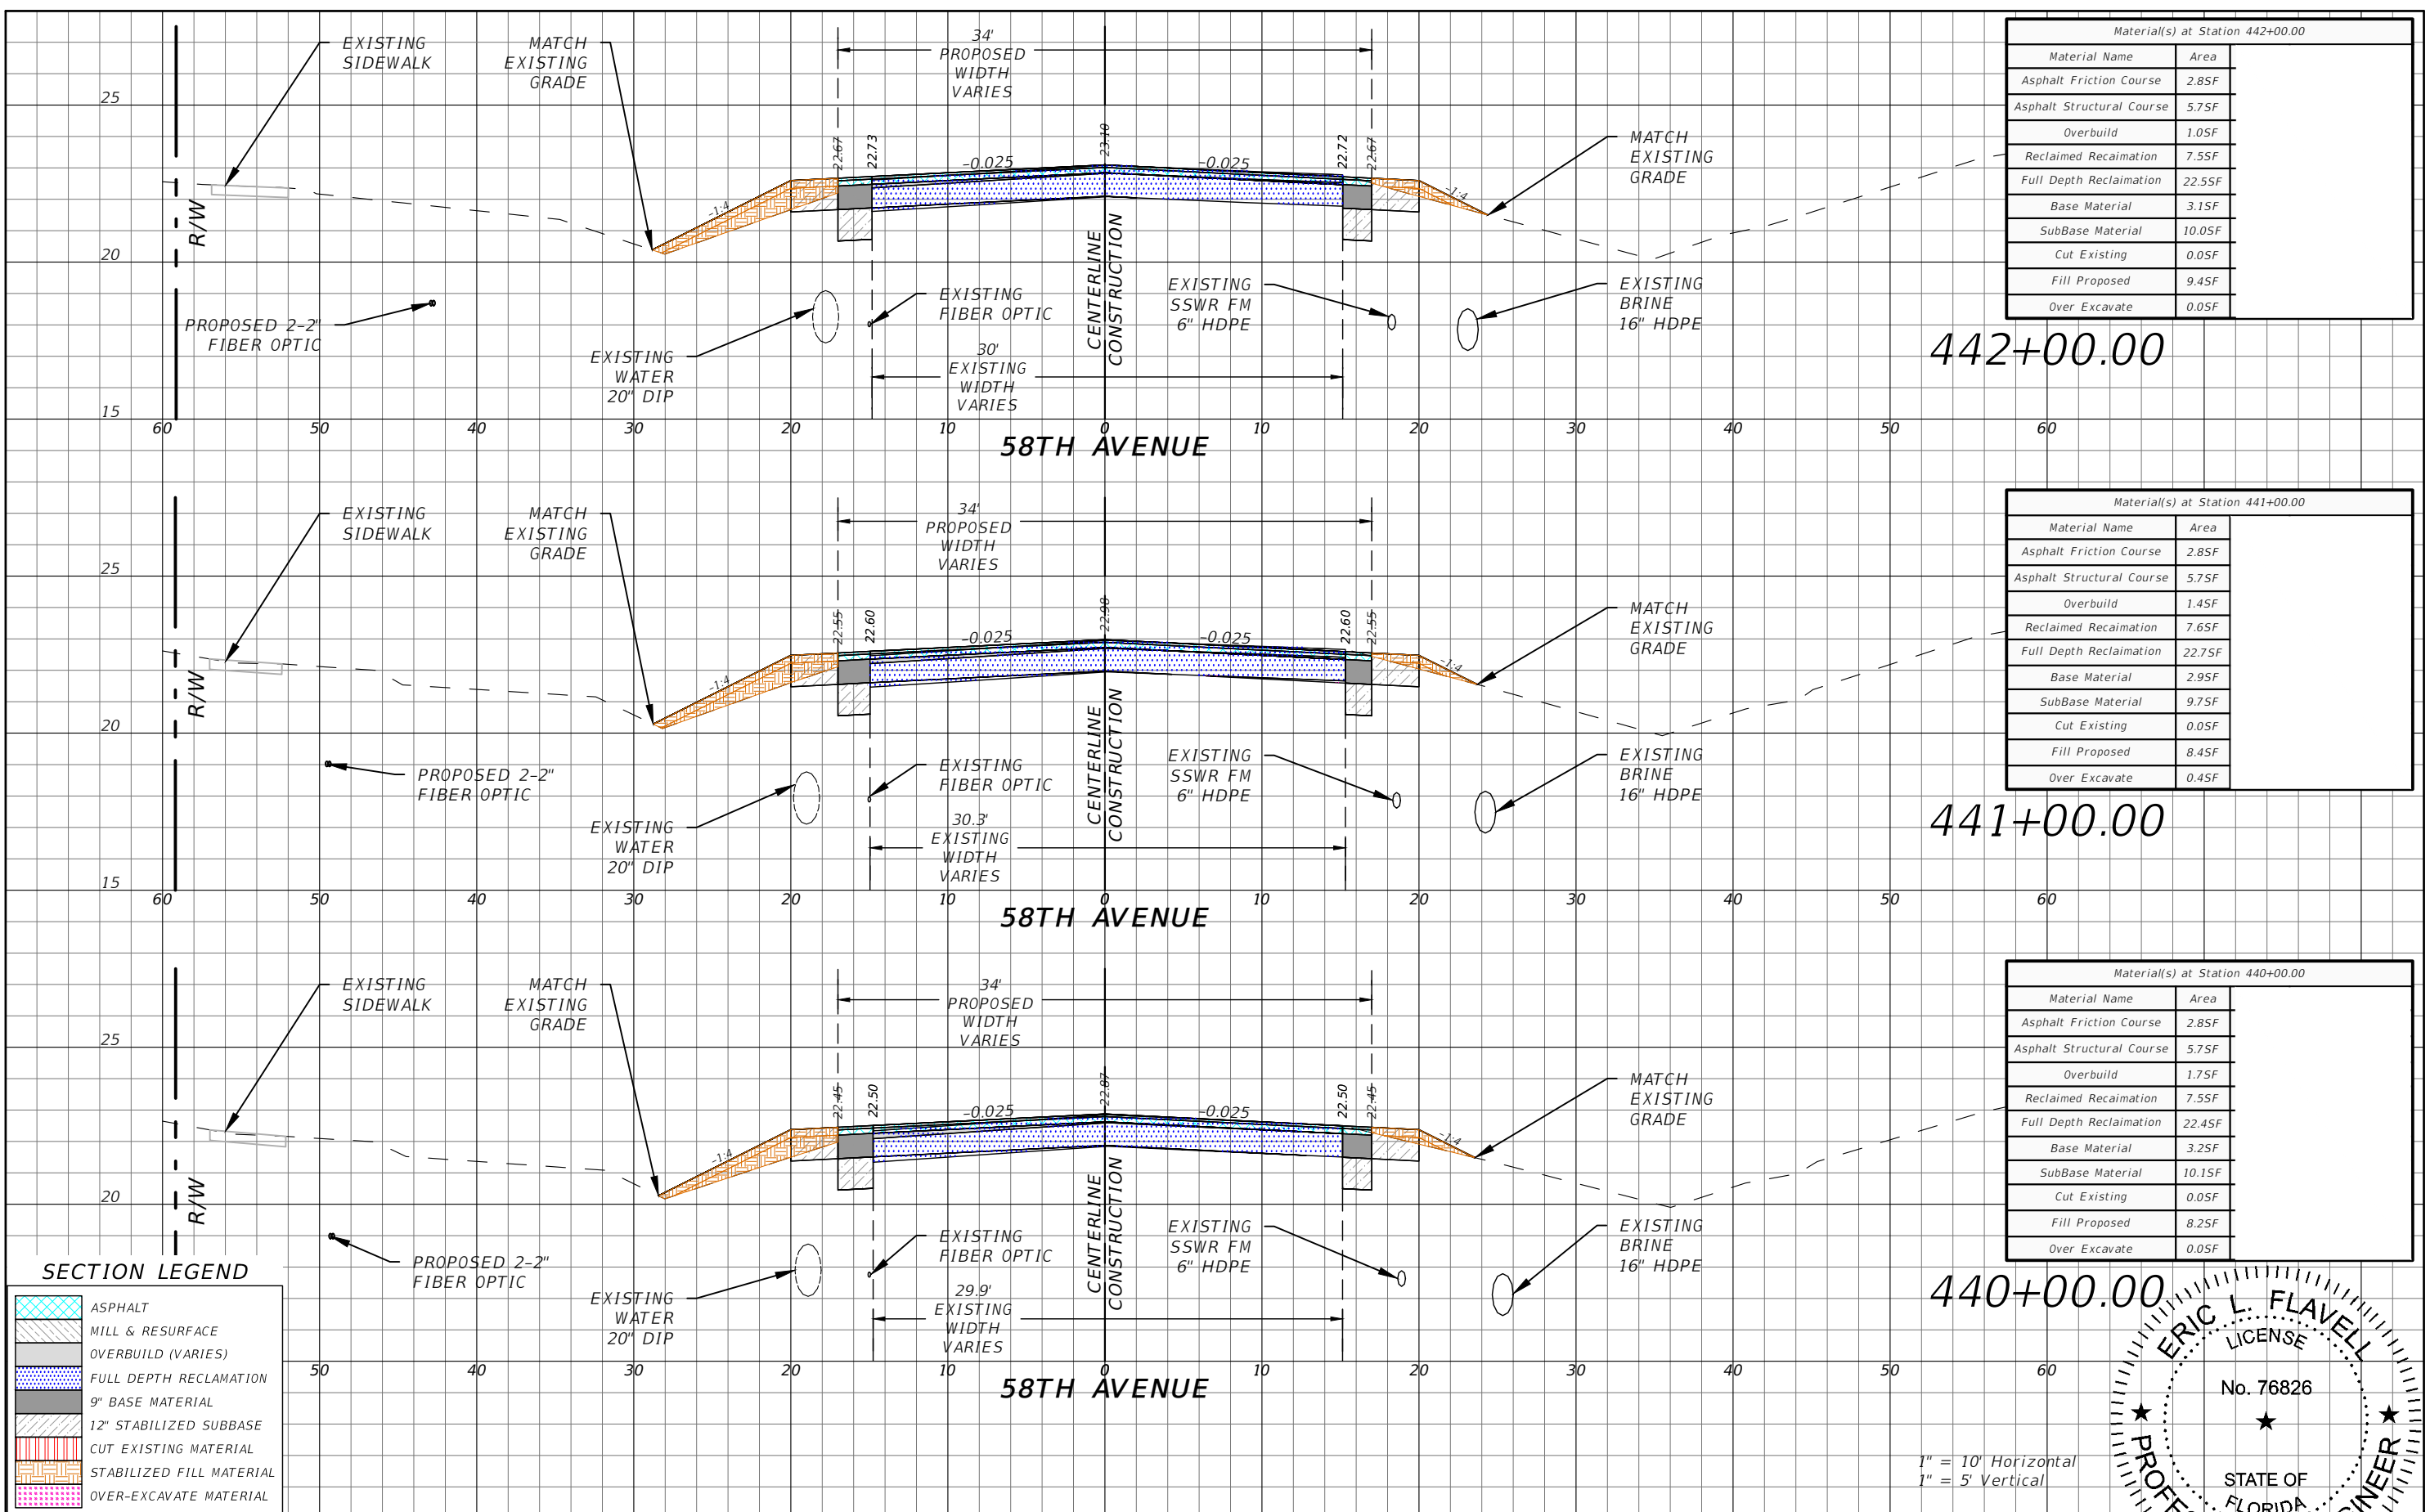 EXISTING
SIDEWALK
MATCH
EXISTING
GRADE
34'
PROPOSED
WIDTH
VARIES
25
22.67
22.73
-0.025
23.10
-0.025
22.72
22.67
MATCH
EXISTING
GRADE
-1:4
-1:4
R/W
20
CENTERLINE
CONSTRUCTION
PROPOSED 2-2"
FIBER OPTIC
EXISTING
WATER
20" DIP
EXISTING
FIBER OPTIC
30'
EXISTING
WIDTH
VARIES
EXISTING
SSWR FM
6" HDPE
EXISTING
BRINE
16" HDPE
15
60 50 40 30 20 10 0 10 20 30 40 50 60
58TH AVENUE
Material(s) at Station 442+00.00
Material Name Area
Asphalt Friction Course 2.8SF
Asphalt Structural Course 5.7SF
Overbuild 1.0SF
Reclaimed Recaimation 7.5SF
Full Depth Reclaimation 22.5SF
Base Material 3.1SF
SubBase Material 10.0SF
Cut Existing 0.0SF
Fill Proposed 9.4SF
Over Excavate 0.0SF
442+00.00
EXISTING
SIDEWALK
MATCH
EXISTING
GRADE
34'
PROPOSED
WIDTH
VARIES
25
22.55
22.60
-0.025
22.98
-0.025
22.60
22.55
MATCH
EXISTING
GRADE
-1:4
-1:4
R/W
20
CENTERLINE
CONSTRUCTION
PROPOSED 2-2"
FIBER OPTIC
EXISTING
WATER
20" DIP
EXISTING
FIBER OPTIC
30.3'
EXISTING
WIDTH
VARIES
EXISTING
SSWR FM
6" HDPE
EXISTING
BRINE
16" HDPE
15
60 50 40 30 20 10 0 10 20 30 40 50 60
58TH AVENUE
Material(s) at Station 441+00.00
Material Name Area
Asphalt Friction Course 2.8SF
Asphalt Structural Course 5.7SF
Overbuild 1.4SF
Reclaimed Recaimation 7.6SF
Full Depth Reclaimation 22.7SF
Base Material 2.9SF
SubBase Material 9.7SF
Cut Existing 0.0SF
Fill Proposed 8.4SF
Over Excavate 0.4SF
441+00.00
EXISTING
SIDEWALK
MATCH
EXISTING
GRADE
34'
PROPOSED
WIDTH
VARIES
25
22.45
22.50
-0.025
22.87
-0.025
22.50
22.45
MATCH
EXISTING
GRADE
-1:4
-1:4
R/W
20
CENTERLINE
CONSTRUCTION
PROPOSED 2-2"
FIBER OPTIC
EXISTING
WATER
20" DIP
EXISTING
FIBER OPTIC
29.9'
EXISTING
WIDTH
VARIES
EXISTING
SSWR FM
6" HDPE
EXISTING
BRINE
16" HDPE
50 40 30 20 10 0 10 20 30 40 50 60
58TH AVENUE
Material(s) at Station 440+00.00
Material Name Area
Asphalt Friction Course 2.8SF
Asphalt Structural Course 5.7SF
Overbuild 1.7SF
Reclaimed Recaimation 7.5SF
Full Depth Reclaimation 22.4SF
Base Material 3.2SF
SubBase Material 10.1SF
Cut Existing 0.0SF
Fill Proposed 8.2SF
Over Excavate 0.0SF
440+00.00
SECTION LEGEND
ASPHALT
MILL & RESURFACE
OVERBUILD (VARIES)
FULL DEPTH RECLAMATION
9" BASE MATERIAL
12" STABILIZED SUBBASE
CUT EXISTING MATERIAL
STABILIZED FILL MATERIAL
OVER-EXCAVATE MATERIAL
1" = 10' Horizontal
1" = 5' Vertical
ERIC L. FLAVELL
LICENSE
No. 76826
STATE OF
FLORIDA